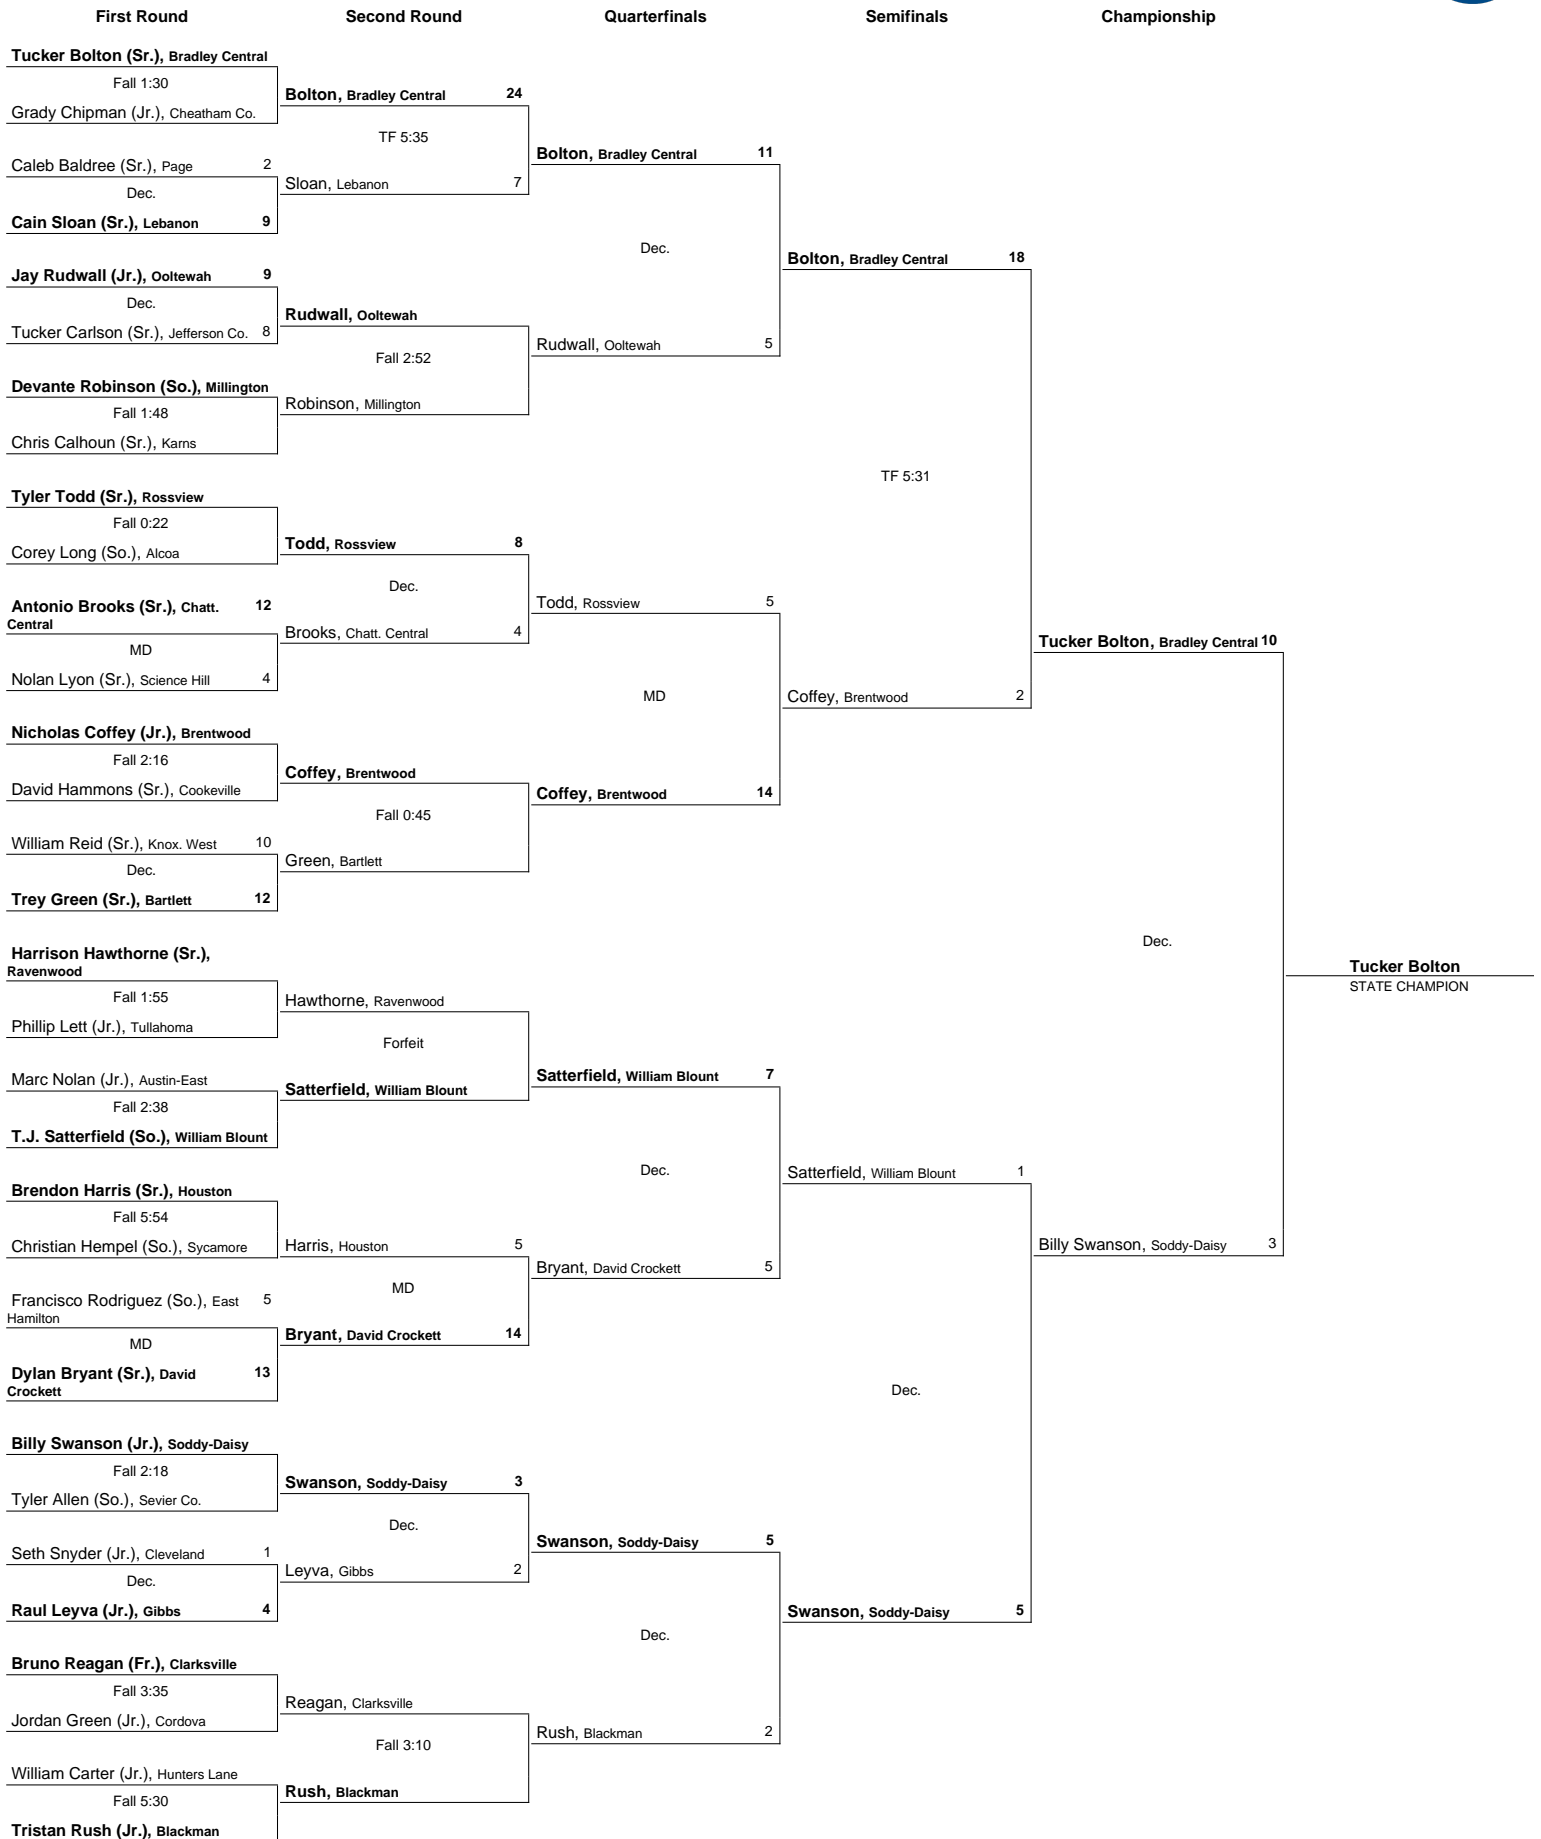 First Round
Second Round
Quarterfinals
Semifinals
Championship
Tucker Bolton (Sr.), Bradley Central
Fall 1:30
Grady Chipman (Jr.), Cheatham Co.
Caleb Baldree (Sr.), Page 2
Dec.
Cain Sloan (Sr.), Lebanon 9
Jay Rudwall (Jr.), Ooltewah 9
Dec.
Tucker Carlson (Sr.), Jefferson Co. 8
Devante Robinson (So.), Millington
Fall 1:48
Chris Calhoun (Sr.), Karns
Tyler Todd (Sr.), Rossview
Fall 0:22
Corey Long (So.), Alcoa
Antonio Brooks (Sr.), Chatt. 12
Central
MD
Nolan Lyon (Sr.), Science Hill 4
Nicholas Coffey (Jr.), Brentwood
Fall 2:16
David Hammons (Sr.), Cookeville
William Reid (Sr.), Knox. West 10
Dec.
Trey Green (Sr.), Bartlett 12
Harrison Hawthorne (Sr.),
Ravenwood
Fall 1:55
Phillip Lett (Jr.), Tullahoma
Marc Nolan (Jr.), Austin-East
Fall 2:38
T.J. Satterfield (So.), William Blount
Brendon Harris (Sr.), Houston
Fall 5:54
Christian Hempel (So.), Sycamore
Francisco Rodriguez (So.), East 5
Hamilton
MD
Dylan Bryant (Sr.), David 13
Crockett
Billy Swanson (Jr.), Soddy-Daisy
Fall 2:18
Tyler Allen (So.), Sevier Co.
Seth Snyder (Jr.), Cleveland 1
Dec.
Raul Leyva (Jr.), Gibbs 4
Bruno Reagan (Fr.), Clarksville
Fall 3:35
Jordan Green (Jr.), Cordova
William Carter (Jr.), Hunters Lane
Fall 5:30
Tristan Rush (Jr.), Blackman
Bolton, Bradley Central 24
TF 5:35
Sloan, Lebanon 7
Rudwall, Ooltewah
Fall 2:52
Robinson, Millington
Todd, Rossview 8
Dec.
Brooks, Chatt. Central 4
Coffey, Brentwood
Fall 0:45
Green, Bartlett
Hawthorne, Ravenwood
Forfeit
Satterfield, William Blount
Harris, Houston 5
MD
Bryant, David Crockett 14
Swanson, Soddy-Daisy 3
Dec.
Leyva, Gibbs 2
Reagan, Clarksville
Fall 3:10
Rush, Blackman
Bolton, Bradley Central 11
Dec.
Rudwall, Ooltewah 5
Todd, Rossview 5
MD
Coffey, Brentwood 14
Satterfield, William Blount 7
Dec.
Bryant, David Crockett 5
Swanson, Soddy-Daisy 5
Dec.
Rush, Blackman 2
Bolton, Bradley Central 18
TF 5:31
Coffey, Brentwood 2
Satterfield, William Blount 1
Dec.
Swanson, Soddy-Daisy 5
Tucker Bolton, Bradley Central 10
Dec.
Billy Swanson, Soddy-Daisy 3
Tucker Bolton
STATE CHAMPION